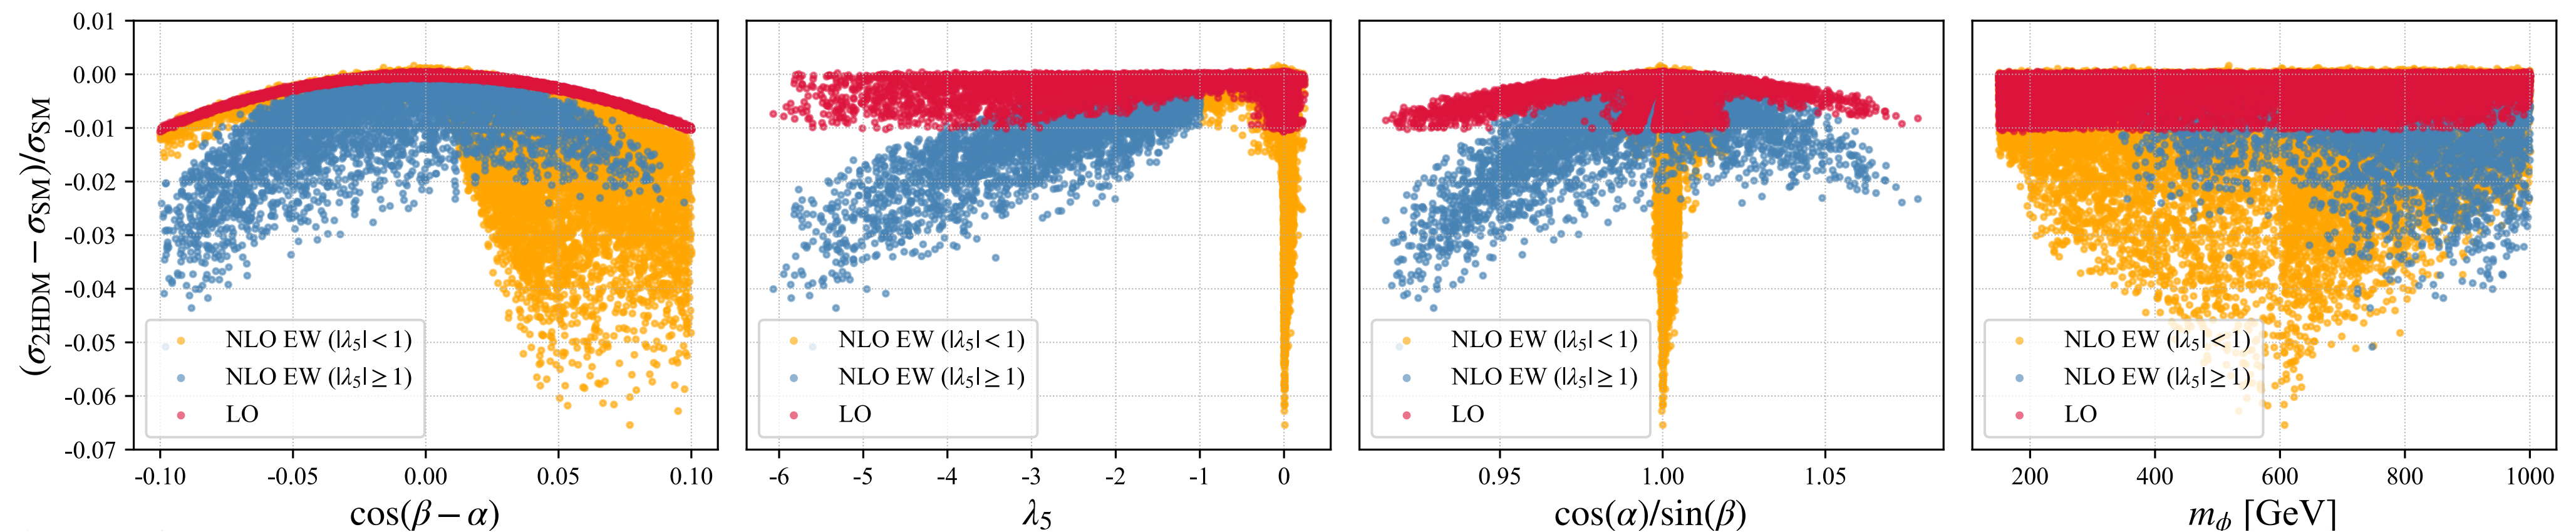 (σ2HDM − σSM)/σSM
0.01
0.00
-0.01
-0.02
-0.03
-0.04
-0.05
-0.06
-0.07
NLO EW (|λ5| < 1)
NLO EW (|λ5| ≥ 1)
LO
-0.10 -0.05 0.00 0.05 0.10
cos(β − α)
NLO EW (|λ5| < 1)
NLO EW (|λ5| ≥ 1)
LO
-6 -5 -4 -3 -2 -1 0
λ5
NLO EW (|λ5| < 1)
NLO EW (|λ5| ≥ 1)
LO
0.95 1.00 1.05
cos(α)/sin(β)
NLO EW (|λ5| < 1)
NLO EW (|λ5| ≥ 1)
LO
200 400 600 800 1000
mϕ [GeV]